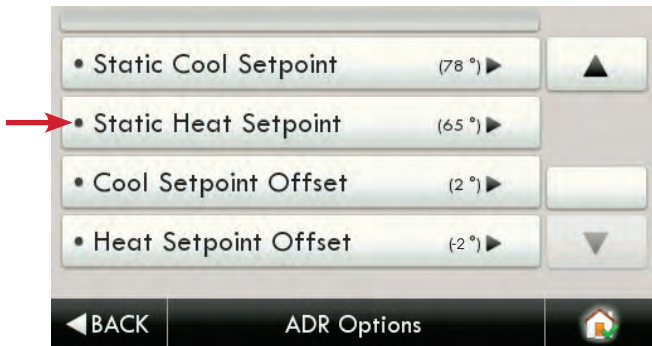 • Static Cool Setpoint (78 °) ▶
• Static Heat Setpoint (65 °) ▶
• Cool Setpoint Offset (2 °) ▶
• Heat Setpoint Offset (-2 °) ▶
◀ BACK ADR Options